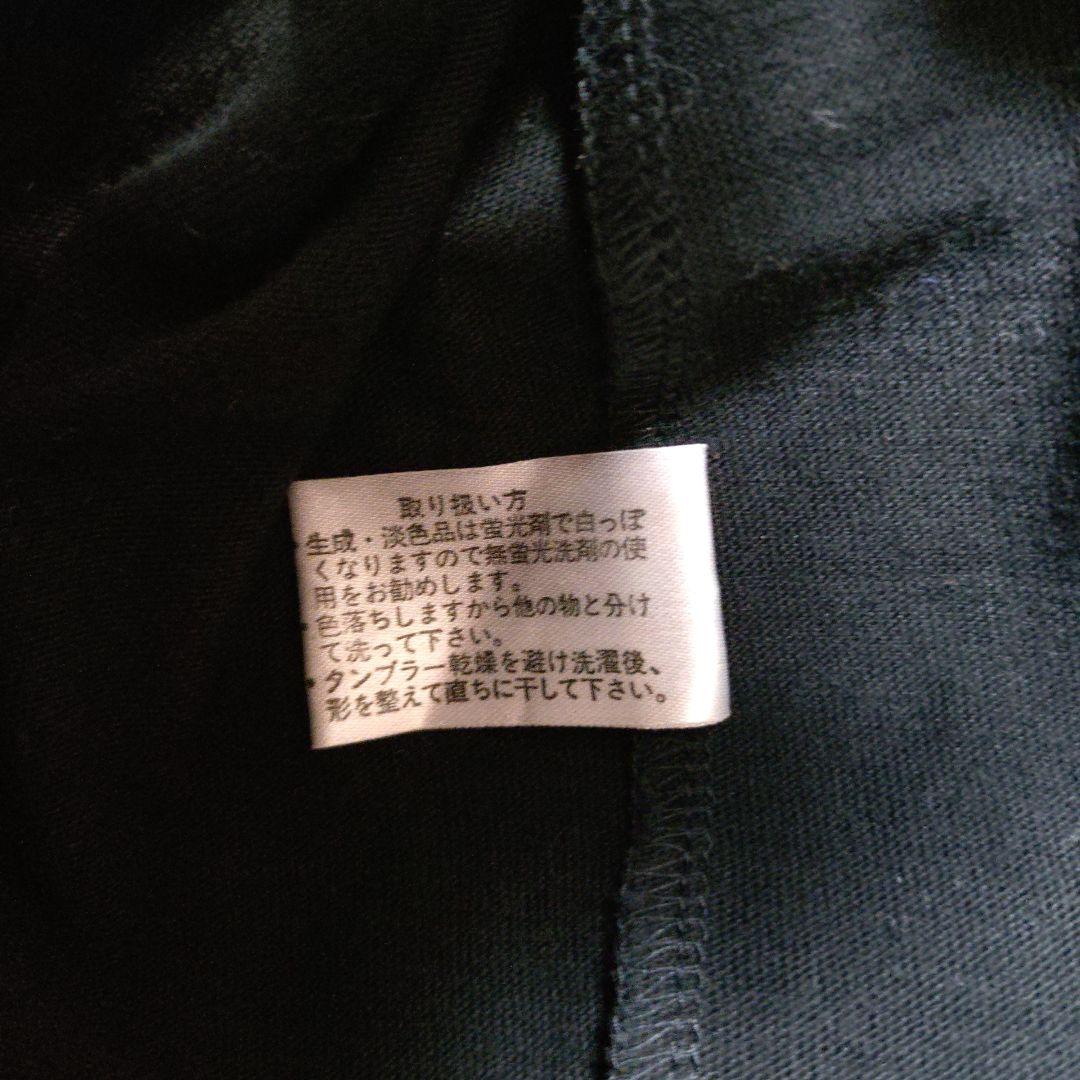 取り扱い方
・生成・淡色品は蛍光剤で白っぽ
くなりますので無蛍光洗剤の使
用をお勧めします。
・色落ちしますから他の物と分け
て洗って下さい。
・タンブラー乾燥を避け洗濯後、
形を整えて直ちに干して下さい。